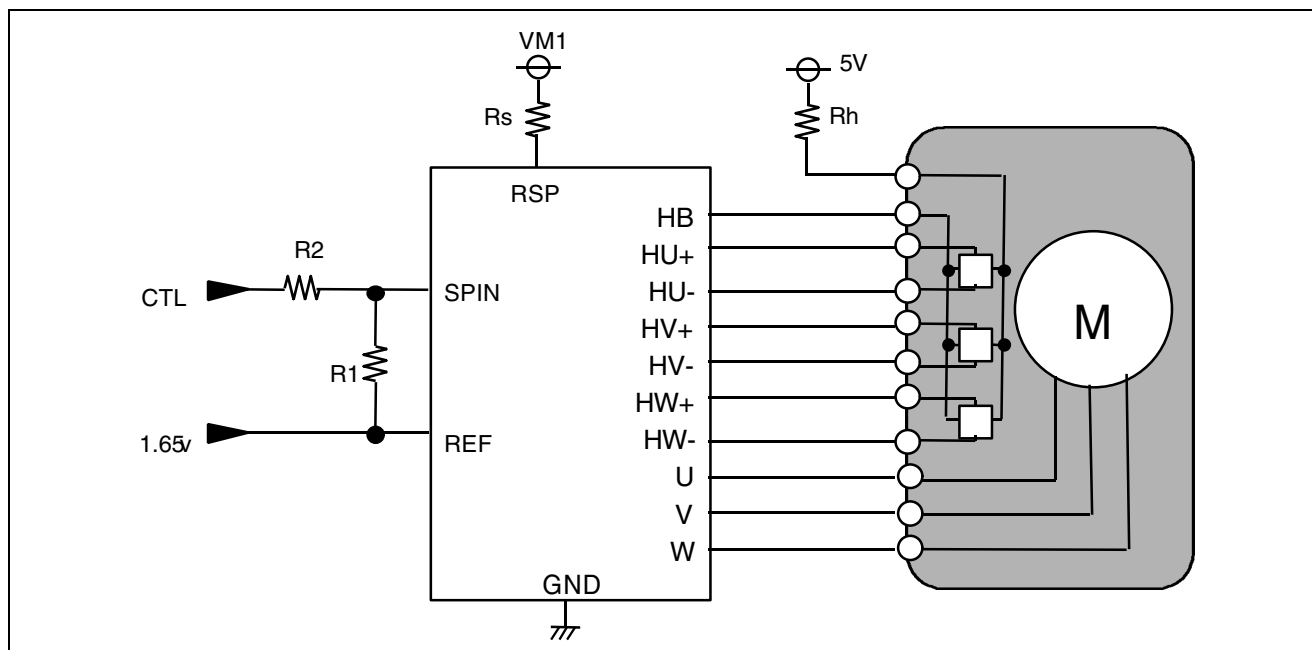 VM1
5V
Rs
Rh
RSP
HB
R2
HU+
CTL
SPIN
HU-
HV+
M
R1
HV-
HW+
1.65v
REF
HW-
U
V
W
GND